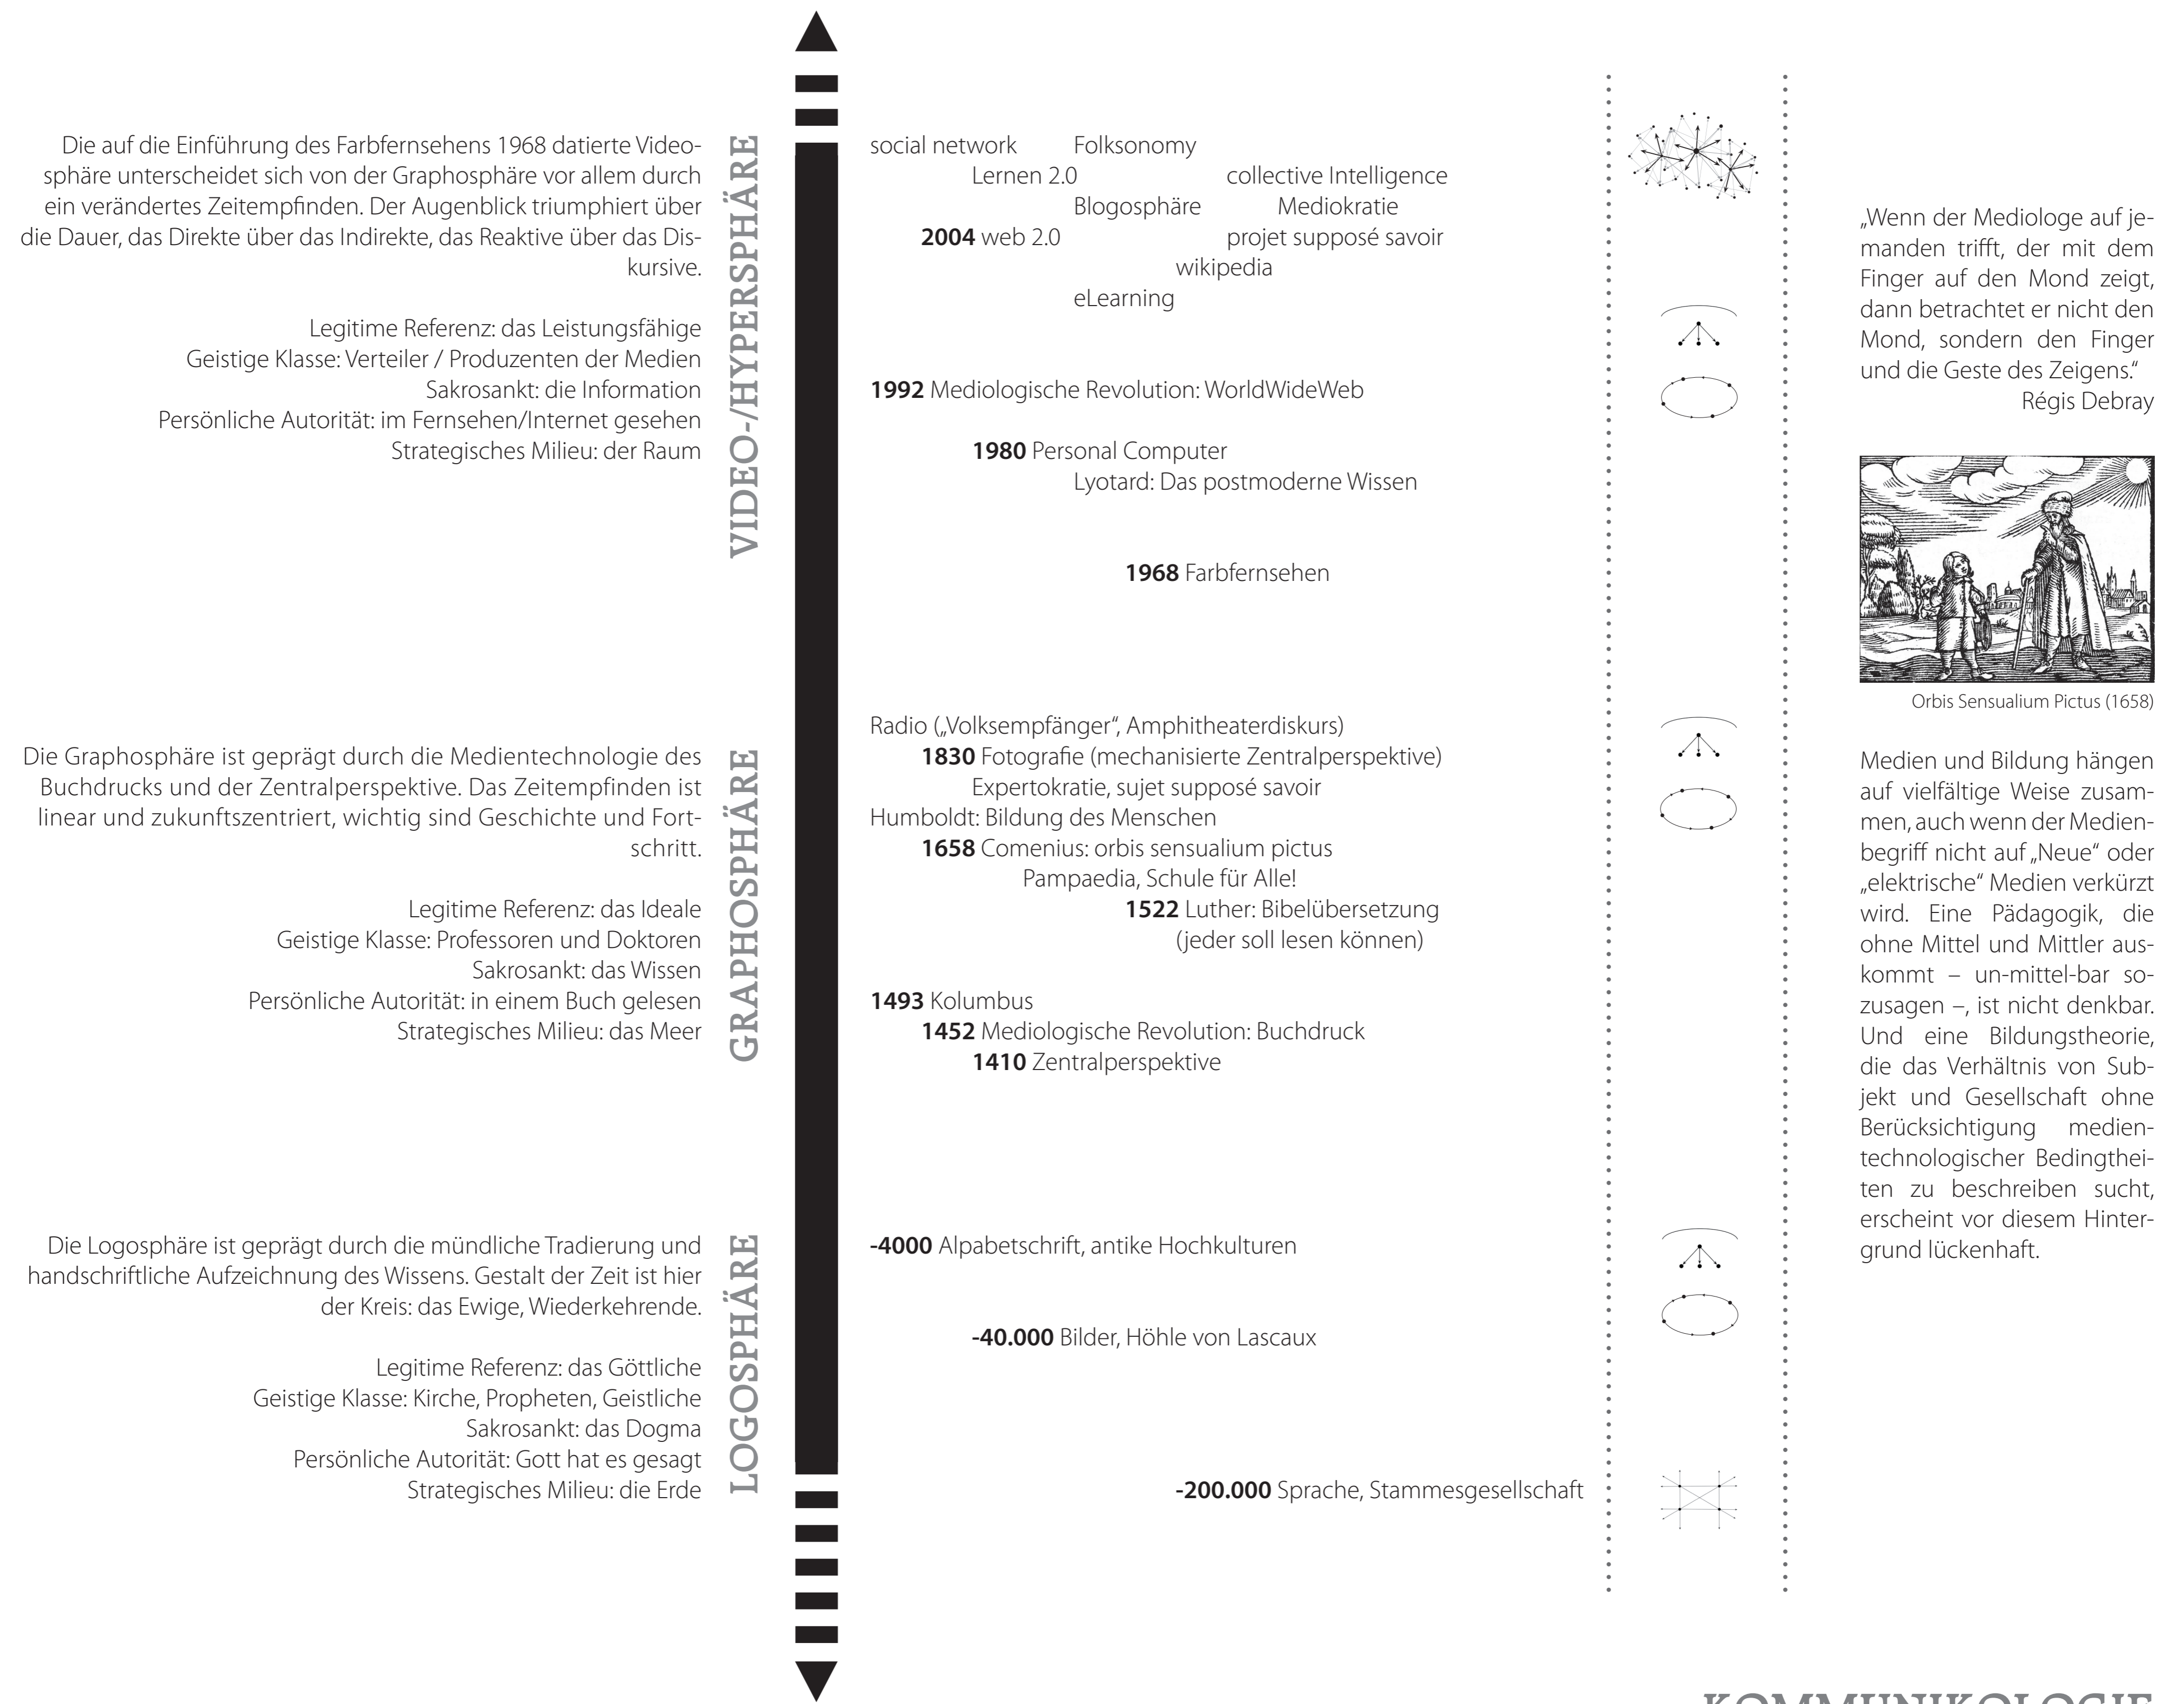 Die auf die Einführung des Farbfernsehens 1968 datierte Video-
sphäre unterscheidet sich von der Graphosphäre vor allem durch
ein verändertes Zeitempfinden. Der Augenblick triumphiert über
die Dauer, das Direkte über das Indirekte, das Reaktive über das Dis-
kursive.
Legitime Referenz: das Leistungsfähige
Geistige Klasse: Verteiler / Produzenten der Medien
Sakrosankt: die Information
Persönliche Autorität: im Fernsehen/Internet gesehen
Strategisches Milieu: der Raum
VIDEO-/HYPERSPHÄRE
social network Folksonomy
Lernen 2.0 collective Intelligence
Blogosphäre Mediokratie
2004 web 2.0 projet supposé savoir
wikipedia
eLearning
1992 Mediologische Revolution: WorldWideWeb
1980 Personal Computer
Lyotard: Das postmoderne Wissen
1968 Farbfernsehen
Die Graphosphäre ist geprägt durch die Medientechnologie des
Buchdrucks und der Zentralperspektive. Das Zeitempfinden ist
linear und zukunftszentriert, wichtig sind Geschichte und Fort-
schritt.
Legitime Referenz: das Ideale
Geistige Klasse: Professoren und Doktoren
Sakrosankt: das Wissen
Persönliche Autorität: in einem Buch gelesen
Strategisches Milieu: das Meer
GRAPHOSPHÄRE
Radio („Volksempfänger“, Amphitheaterdiskurs)
1830 Fotografie (mechanisierte Zentralperspektive)
Expertokratie, sujet supposé savoir
Humboldt: Bildung des Menschen
1658 Comenius: orbis sensualium pictus
Pampaedia, Schule für Alle!
1522 Luther: Bibelübersetzung
(jeder soll lesen können)
1493 Kolumbus
1452 Mediologische Revolution: Buchdruck
1410 Zentralperspektive
Die Logosphäre ist geprägt durch die mündliche Tradierung und
handschriftliche Aufzeichnung des Wissens. Gestalt der Zeit ist hier
der Kreis: das Ewige, Wiederkehrende.
Legitime Referenz: das Göttliche
Geistige Klasse: Kirche, Propheten, Geistliche
Sakrosankt: das Dogma
Persönliche Autorität: Gott hat es gesagt
Strategisches Milieu: die Erde
LOGOSPHÄRE
-4000 Alpabetschrift, antike Hochkulturen
-40.000 Bilder, Höhle von Lascaux
-200.000 Sprache, Stammesgesellschaft
„Wenn der Mediologe auf je-
manden trifft, der mit dem
Finger auf den Mond zeigt,
dann betrachtet er nicht den
Mond, sondern den Finger
und die Geste des Zeigens.“
Régis Debray
Orbis Sensualium Pictus (1658)
Medien und Bildung hängen
auf vielfältige Weise zusam-
men, auch wenn der Medien-
begriff nicht auf „Neue“ oder
„elektrische“ Medien verkürzt
wird. Eine Pädagogik, die
ohne Mittel und Mittler aus-
kommt – un-mittel-bar so-
zusagen –, ist nicht denkbar.
Und eine Bildungstheorie,
die das Verhältnis von Sub-
jekt und Gesellschaft ohne
Berücksichtigung medien-
technologischer Bedingthei-
ten zu beschreiben sucht,
erscheint vor diesem Hinter-
grund lückenhaft.
KOMMUNIKOLOGIE